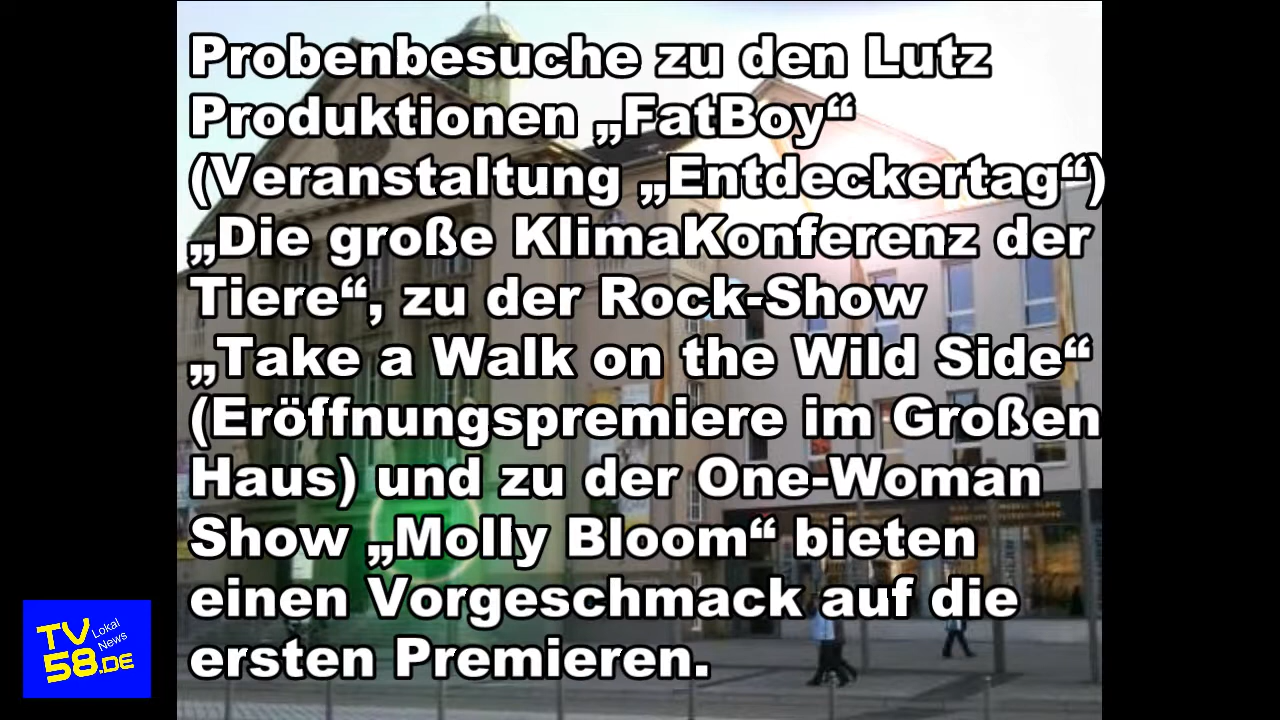 Probenbesuche zu den Lutz
Produktionen „FatBoy“
(Veranstaltung „Entdeckertag“)
„Die große KlimaKonferenz der
Tiere“, zu der Rock-Show
„Take a Walk on the Wild Side“
(Eröffnungspremiere im Großen
Haus) und zu der One-Woman
Show „Molly Bloom“ bieten
einen Vorgeschmack auf die
ersten Premieren.
TV
Lokal
News
58.DE